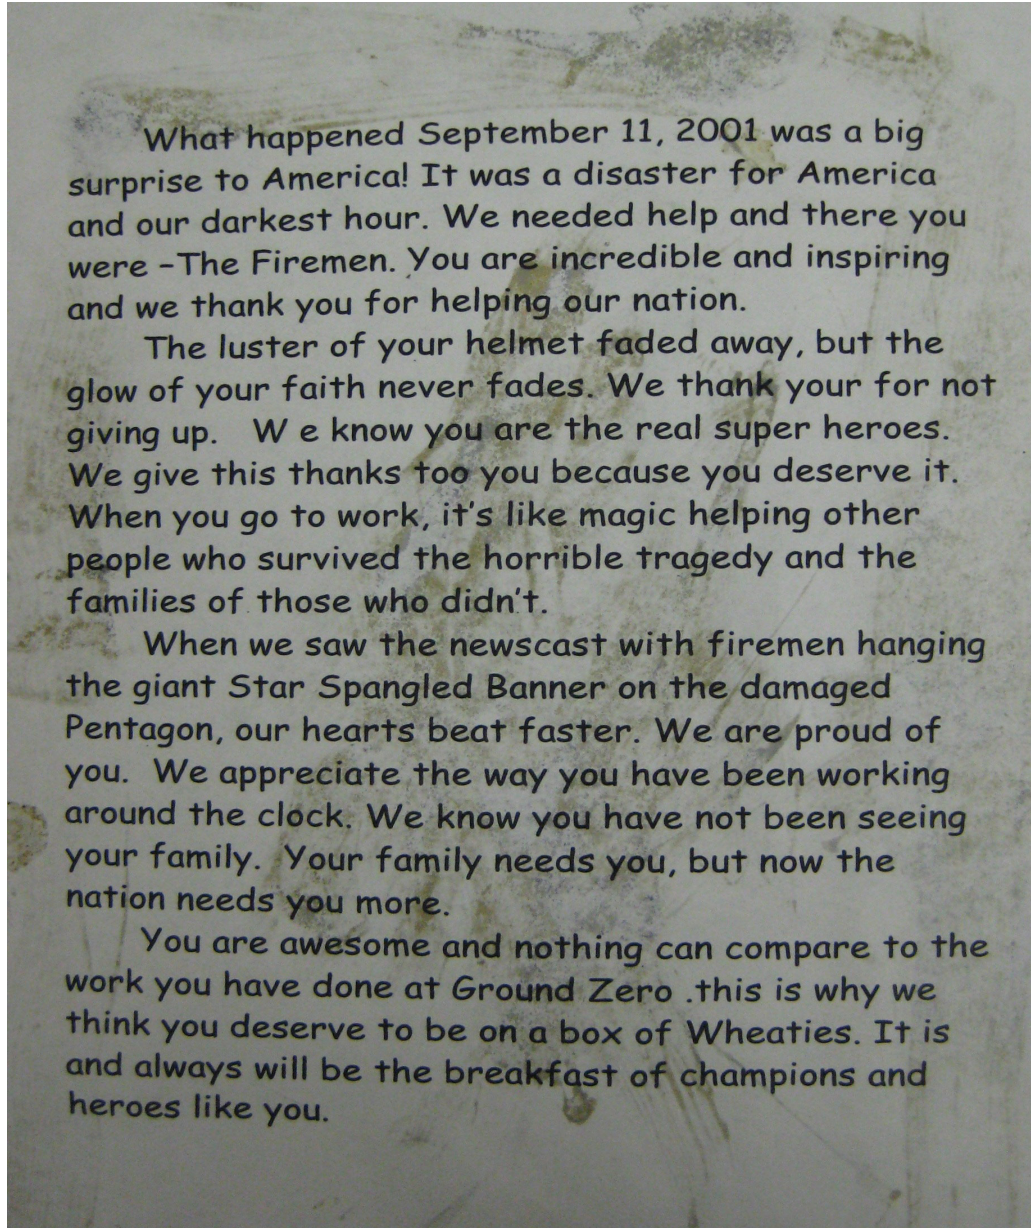 What happened September 11, 2001 was a big
surprise to America! It was a disaster for America
and our darkest hour. We needed help and there you
were -The Firemen. You are incredible and inspiring
and we thank you for helping our nation.
The luster of your helmet faded away, but the
glow of your faith never fades. We thank your for not
giving up.   W e know you are the real super heroes.
We give this thanks too you because you deserve it.
When you go to work, it's like magic helping other
people who survived the horrible tragedy and the
families of those who didn't.
When we saw the newscast with firemen hanging
the giant Star Spangled Banner on the damaged
Pentagon, our hearts beat faster. We are proud of
you.  We appreciate the way you have been working
around the clock. We know you have not been seeing
your family.  Your family needs you, but now the
nation needs you more.
You are awesome and nothing can compare to the
work you have done at Ground Zero .this is why we
think you deserve to be on a box of Wheaties. It is
and always will be the breakfast of champions and
heroes like you.